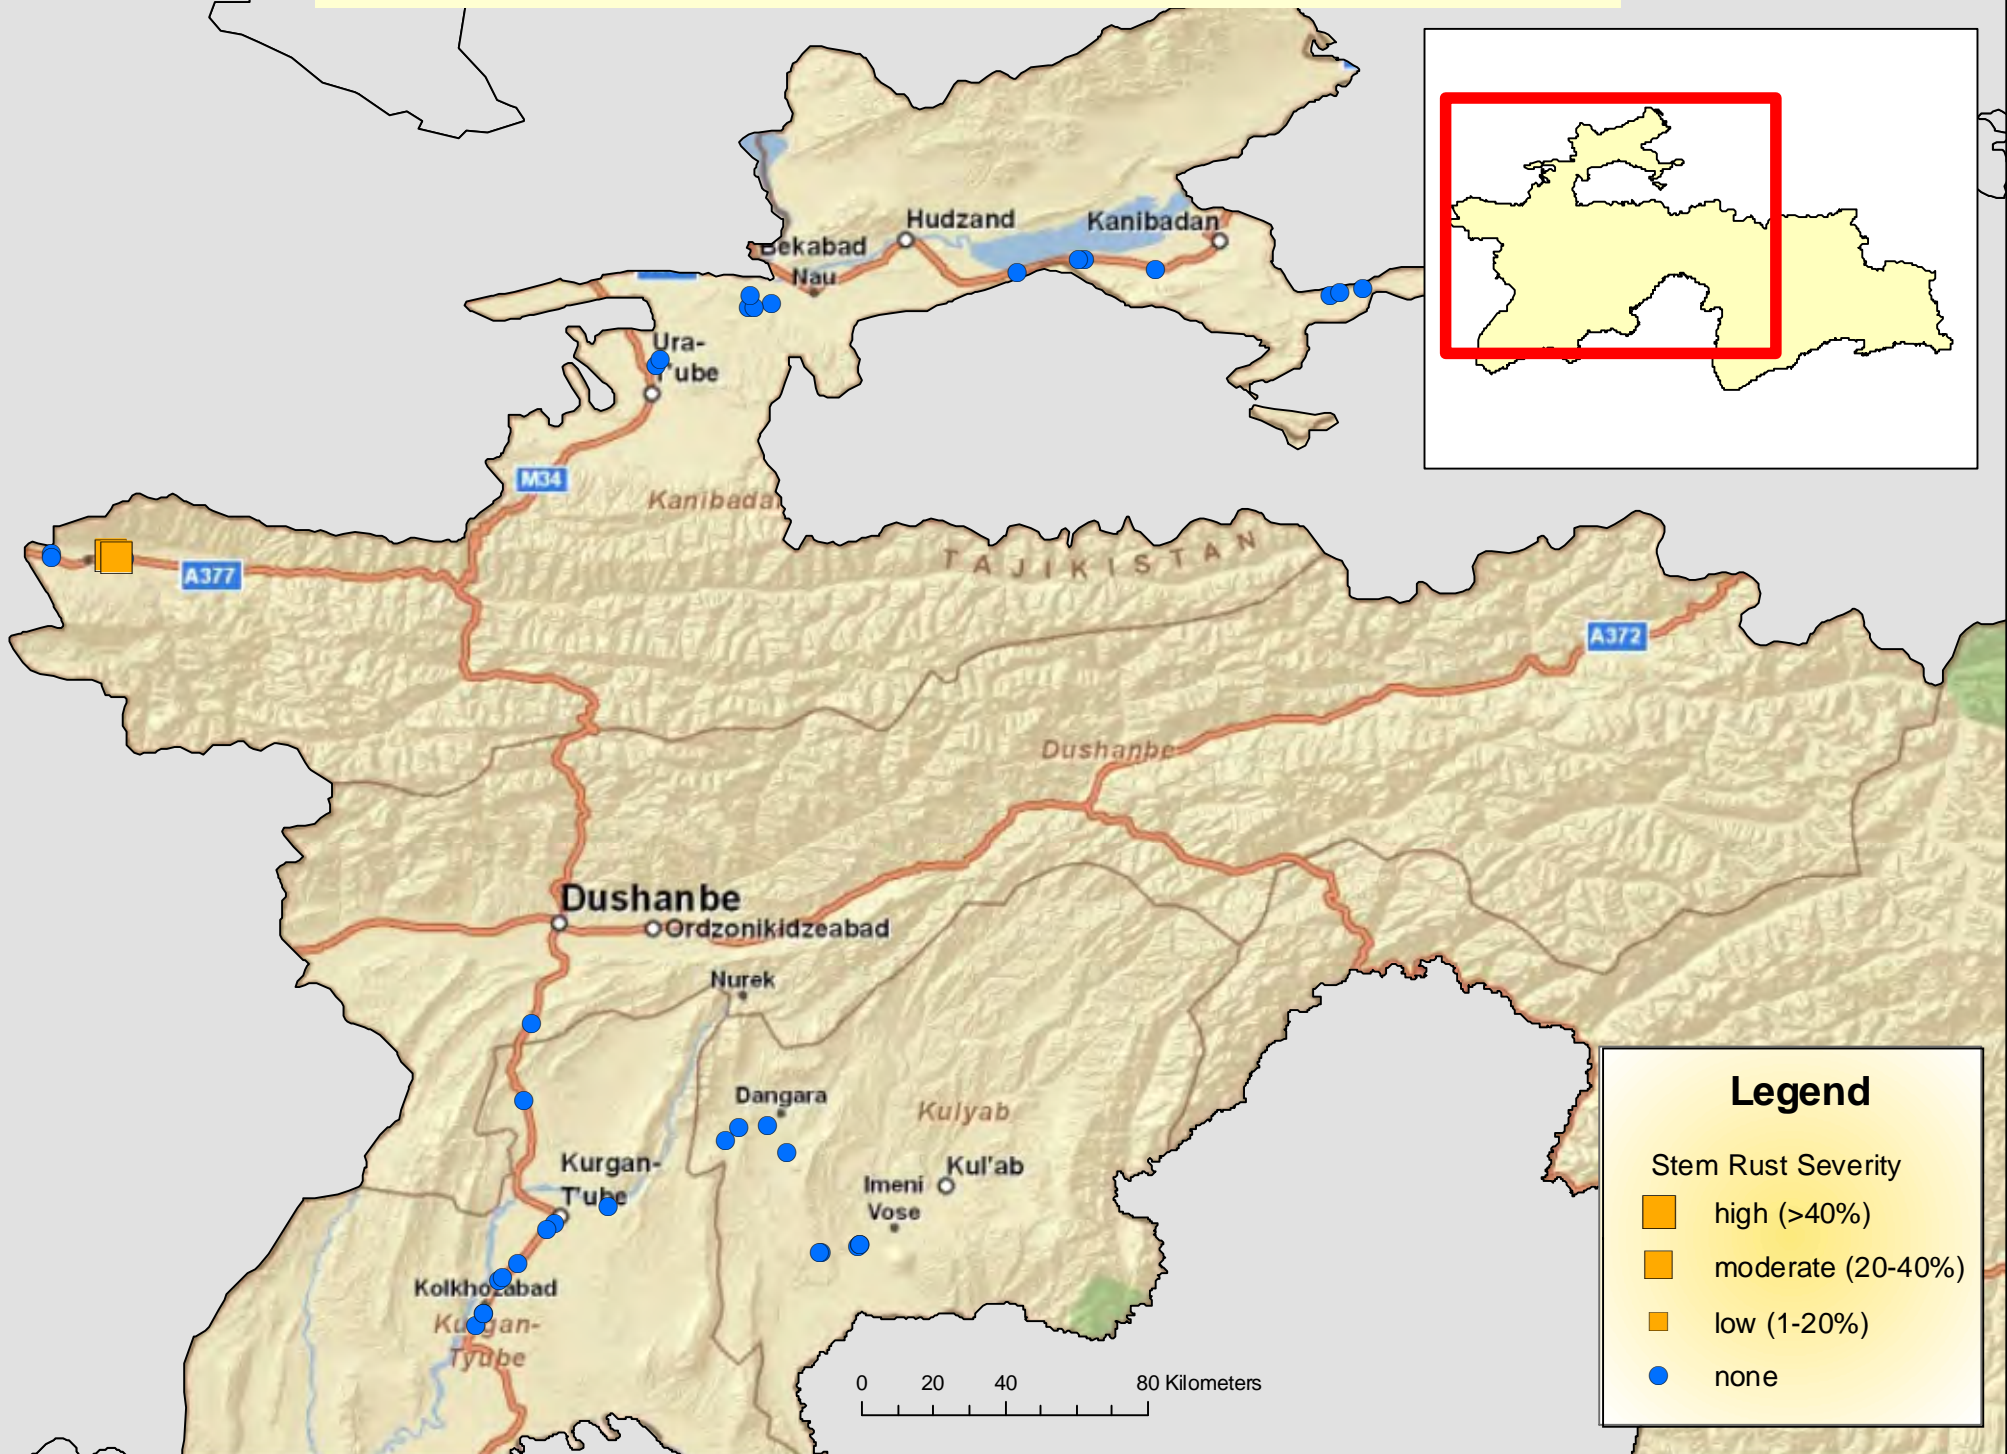 Hudzand
Kanibadan
Bekabad
Nau
Ura-
T'ube
M34
Kanibadan
TAJIKISTAN
A377
A372
Dushanbe
Dushanbe
Ordzonikidzeabad
Nurek
Dangara
Kulyab
Kurgan-
T'ube
Kul'ab
Imeni
Vose
Kolkhozabad
Kurgan-
Tyube
0 20 40 80 Kilometers
Legend
Stem Rust Severity
high (>40%)
moderate (20-40%)
low (1-20%)
none